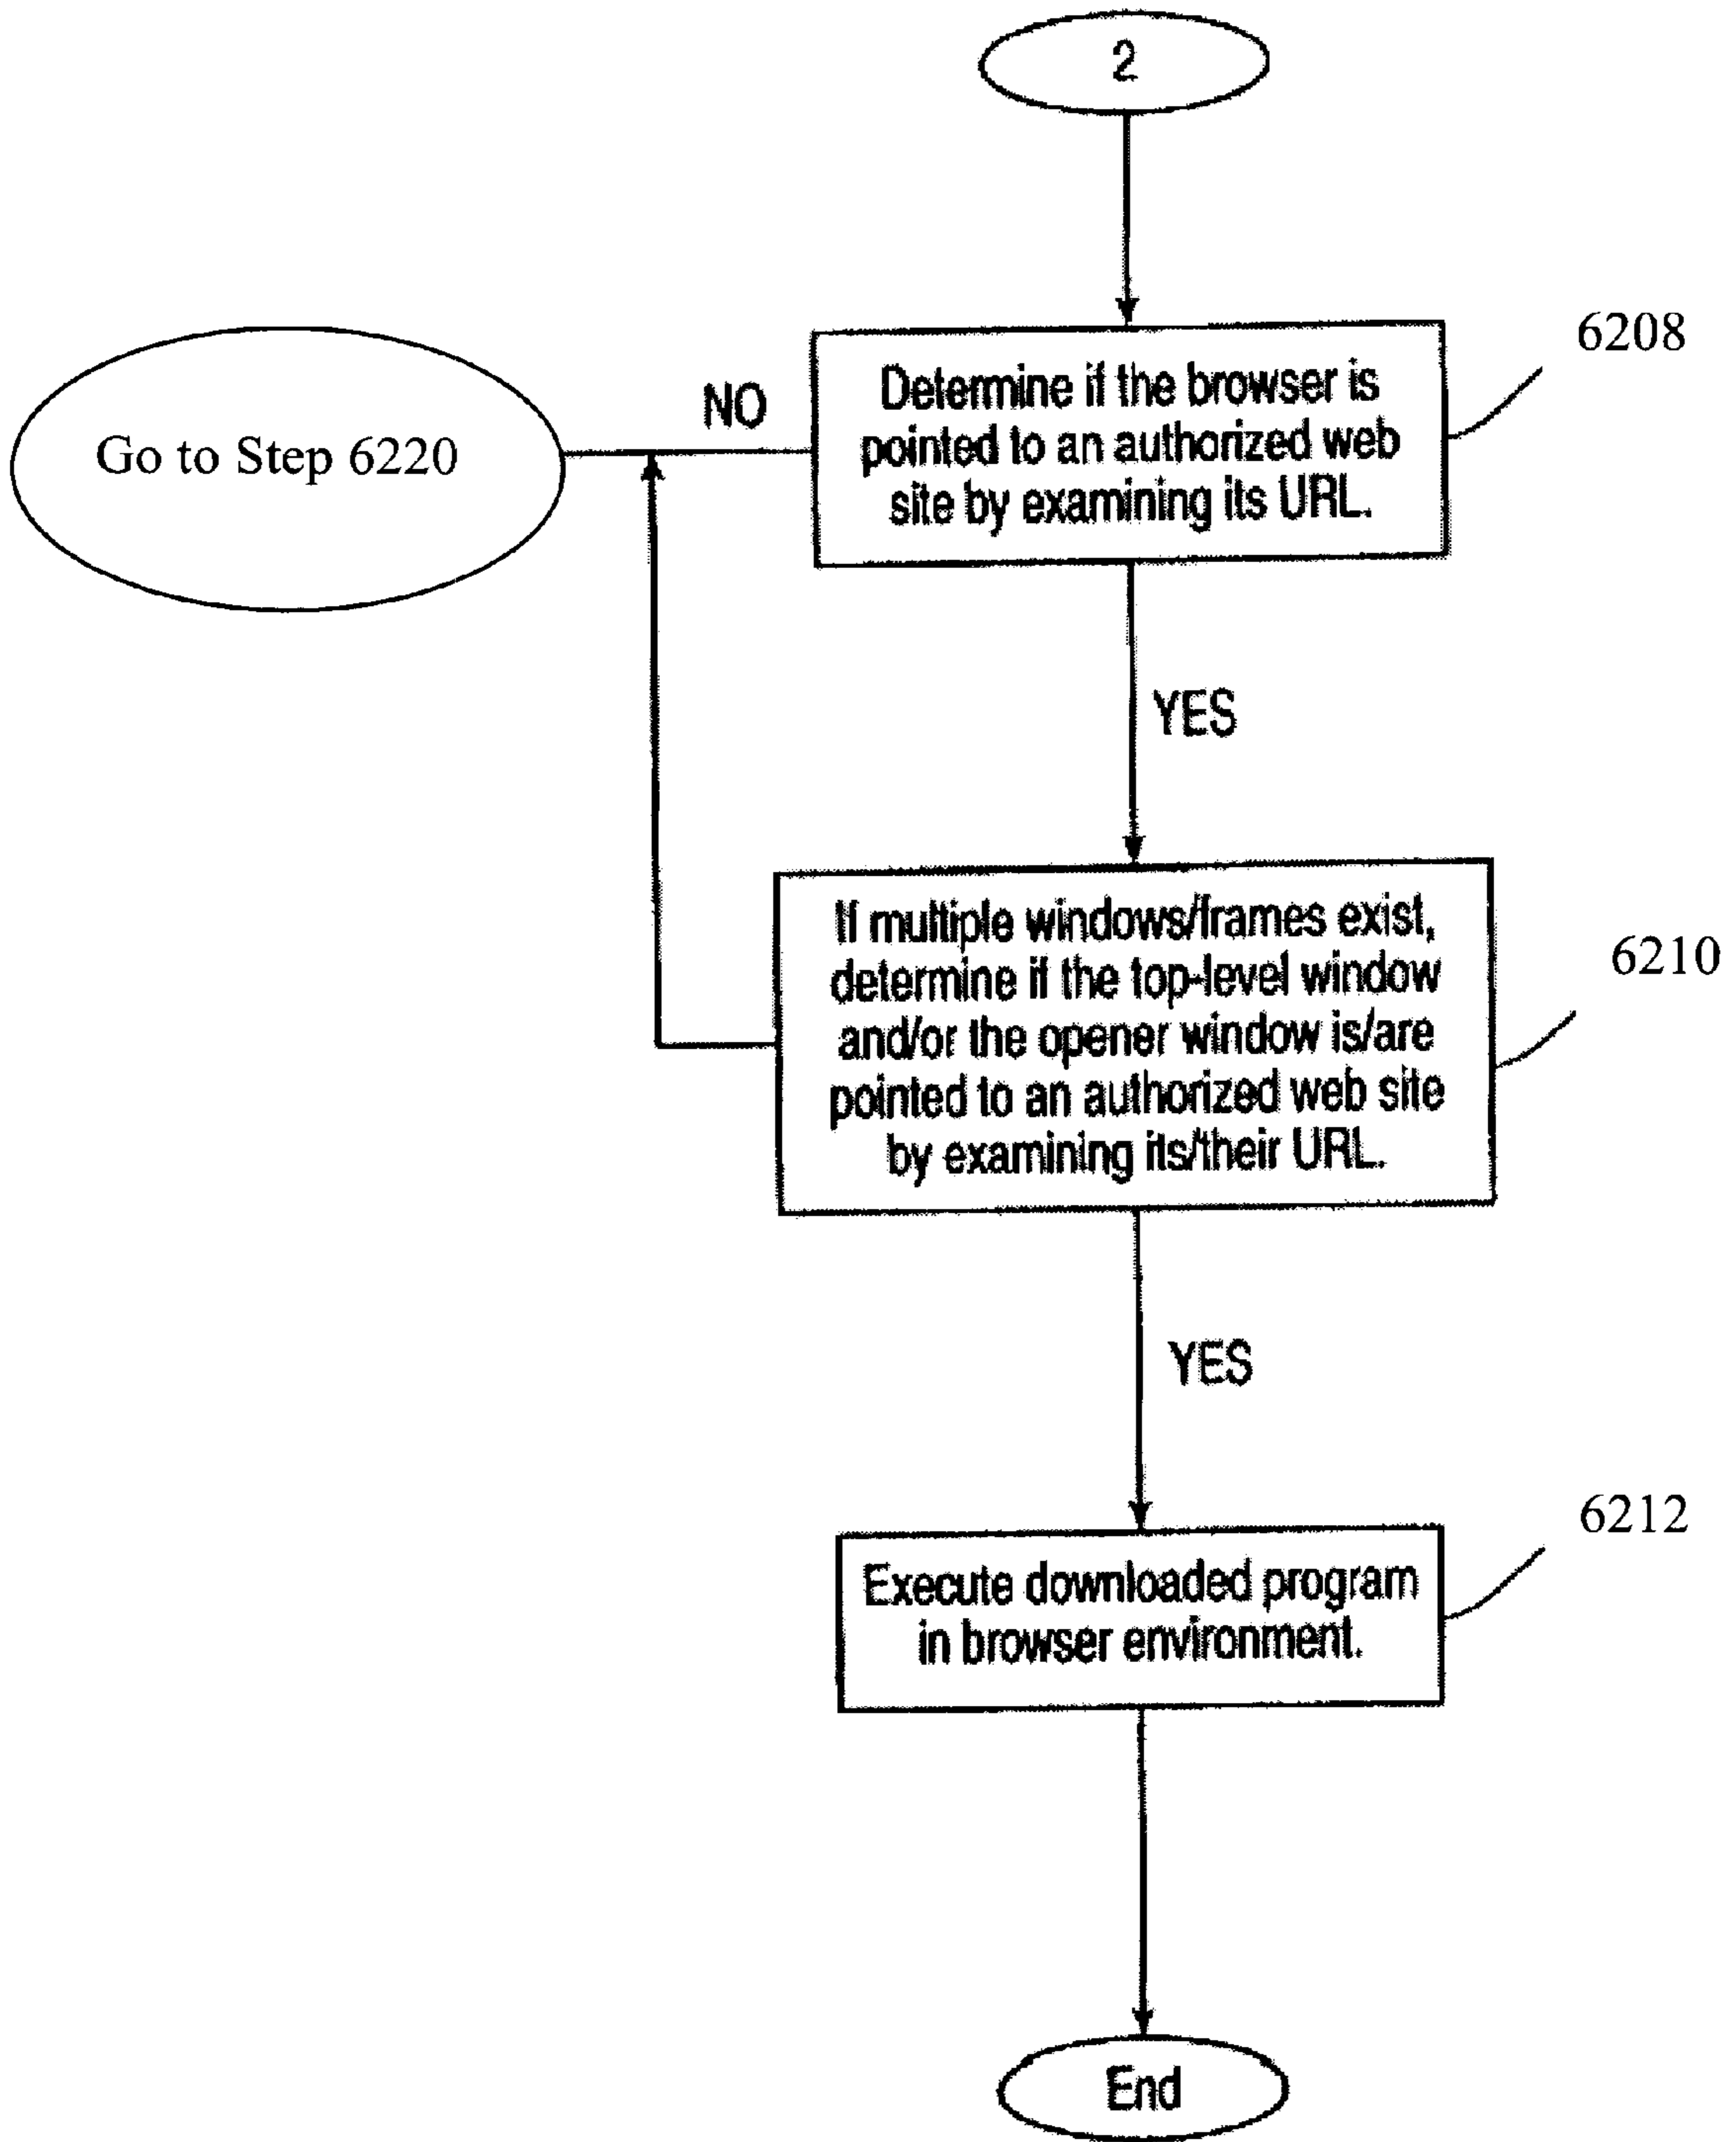 2
6208
Determine if the browser is
pointed to an authorized web
site by examining its URL.
NO
Go to Step 6220
YES
If multiple windows/frames exist,
determine if the top-level window
and/or the opener window is/are
pointed to an authorized web site
by examining its/their URL.
6210
YES
6212
Execute downloaded program
in browser environment.
End